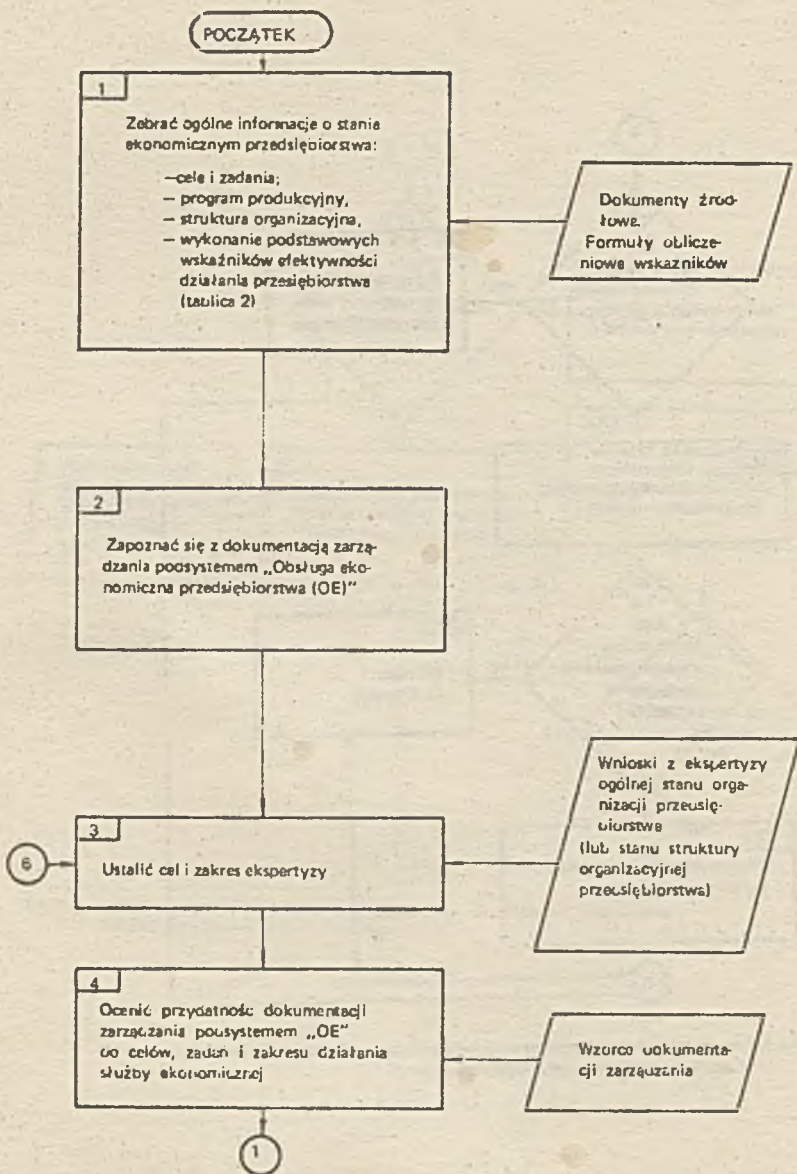 POCZĄTEK
1
Zebrać ogólne informacje o stanie
ekonomicznym przedsiębiorstwa:
—cele i zadania;
— program produkcyjny,
— struktura organizacyjna,
— wykonanie podstawowych
wskaźników efektywności
działania przesiębiorstwa
(tablica 2)
Dokumenty źród-
łowe.
Formuły oblicze-
niowe wskazników
2
Zapoznać się z dokumentacją zarzą-
dzania podsystemem „Obsługa eko-
nomiczna przedsiębiorstwa (OE)"
Wnioski z ekspertyzy
ogólnej stanu orga-
nizacji przedsię-
biorstwa
(lub stanu struktury
organizacyjnej
przedsiębiorstwa)
3
6
Ustalić cel i zakres ekspertyzy
4
Ocenić przydatność dokumentacji
zarządzania podsystemem „OE"
do celów, zadań i zakresu działania
służby ekonomicznej
Wzorce dokumenta-
cji zarządzania
1